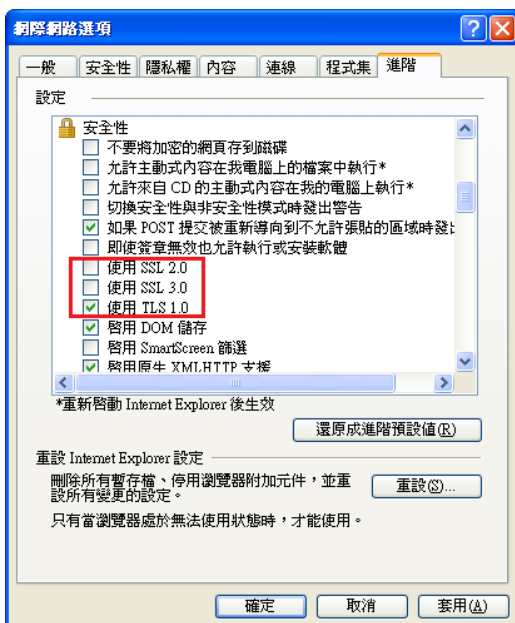 網際網路選項
一般 安全性 隱私權 內容 連線 程式集 進階
設定
安全性
不要將加密的網頁存到磁碟
允許主動式內容在我電腦上的檔案中執行*
允許來自 CD 的主動式內容在我的電腦上執行*
切換安全性與非安全性模式時發出警告
如果 POST 提交被重新導向到不允許張貼的區域時發出
即使簽章無效也允許執行或安裝軟體
使用 SSL 2.0
使用 SSL 3.0
使用 TLS 1.0
啓用 DOM 儲存
啓用 SmartScreen 篩選
啓用原生 XMLHTTP 支援
*重新啓動 Internet Explorer 後生效
還原成進階預設值(R)
重設 Internet Explorer 設定
刪除所有暫存檔、停用瀏覽器附加元件，並重
設所有變更的設定。
重設(S)...
只有當瀏覽器處於無法使用狀態時，才能使用。
確定 取消 套用(A)